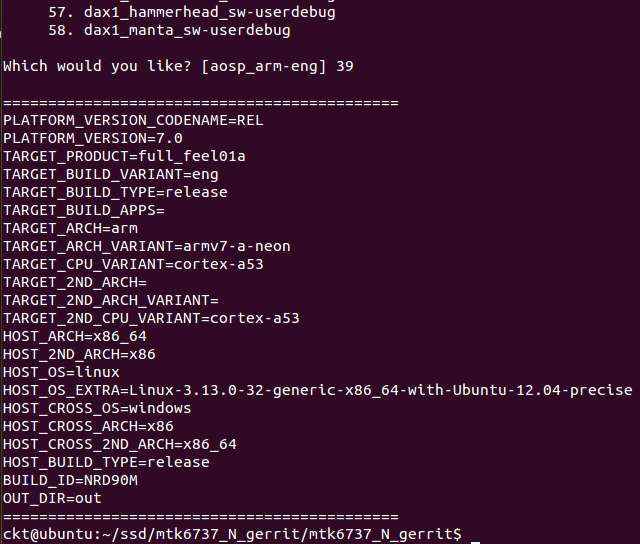 57. dax1_hammerhead_sw-userdebug
58. dax1_manta_sw-userdebug
Which would you like? [aosp_arm-eng] 39
============================================
PLATFORM_VERSION_CODENAME=REL
PLATFORM_VERSION=7.0
TARGET_PRODUCT=full_feel01a
TARGET_BUILD_VARIANT=eng
TARGET_BUILD_TYPE=release
TARGET_BUILD_APPS=
TARGET_ARCH=arm
TARGET_ARCH_VARIANT=armv7-a-neon
TARGET_CPU_VARIANT=cortex-a53
TARGET_2ND_ARCH=
TARGET_2ND_ARCH_VARIANT=
TARGET_2ND_CPU_VARIANT=cortex-a53
HOST_ARCH=x86_64
HOST_2ND_ARCH=x86
HOST_OS=linux
HOST_OS_EXTRA=Linux-3.13.0-32-generic-x86_64-with-Ubuntu-12.04-precise
HOST_CROSS_OS=windows
HOST_CROSS_ARCH=x86
HOST_CROSS_2ND_ARCH=x86_64
HOST_BUILD_TYPE=release
BUILD_ID=NRD90M
OUT_DIR=out
============================================
ckt@ubuntu:~/ssd/mtk6737_N_gerrit/mtk6737_N_gerrit$